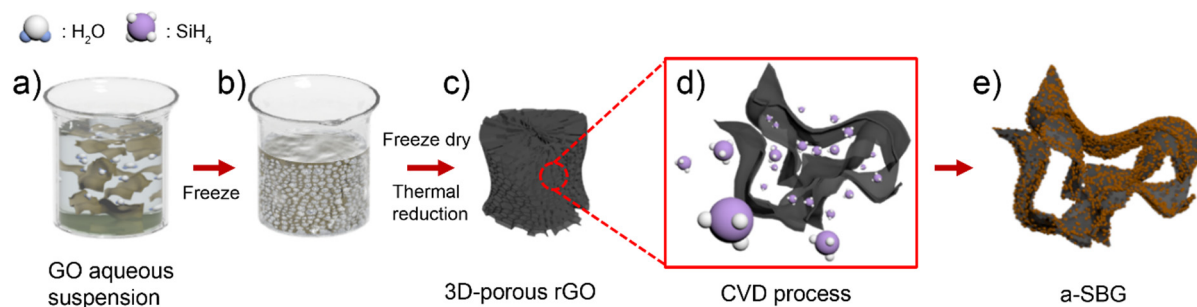 : H₂O : SiH₄
a) b) c) d) e)
Freeze
Freeze dry
Thermal
reduction
GO aqueous
suspension
3D-porous rGO
CVD process
a-SBG